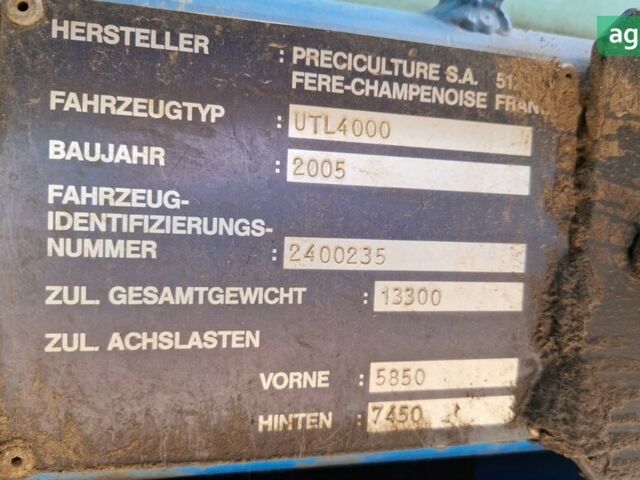 HERSTELLER : PRECICULTURE S.A.
FERE-CHAMPENOISE
FAHRZEUGTYP : UTL4000
BAUJAHR : 2005
FAHRZEUG-
IDENTIFIZIERUNGS-
NUMMER : 2400235
ZUL. GESAMTGEWICHT : 13300
ZUL. ACHSLASTEN
VORNE : 5850
HINTEN : 7450
ag